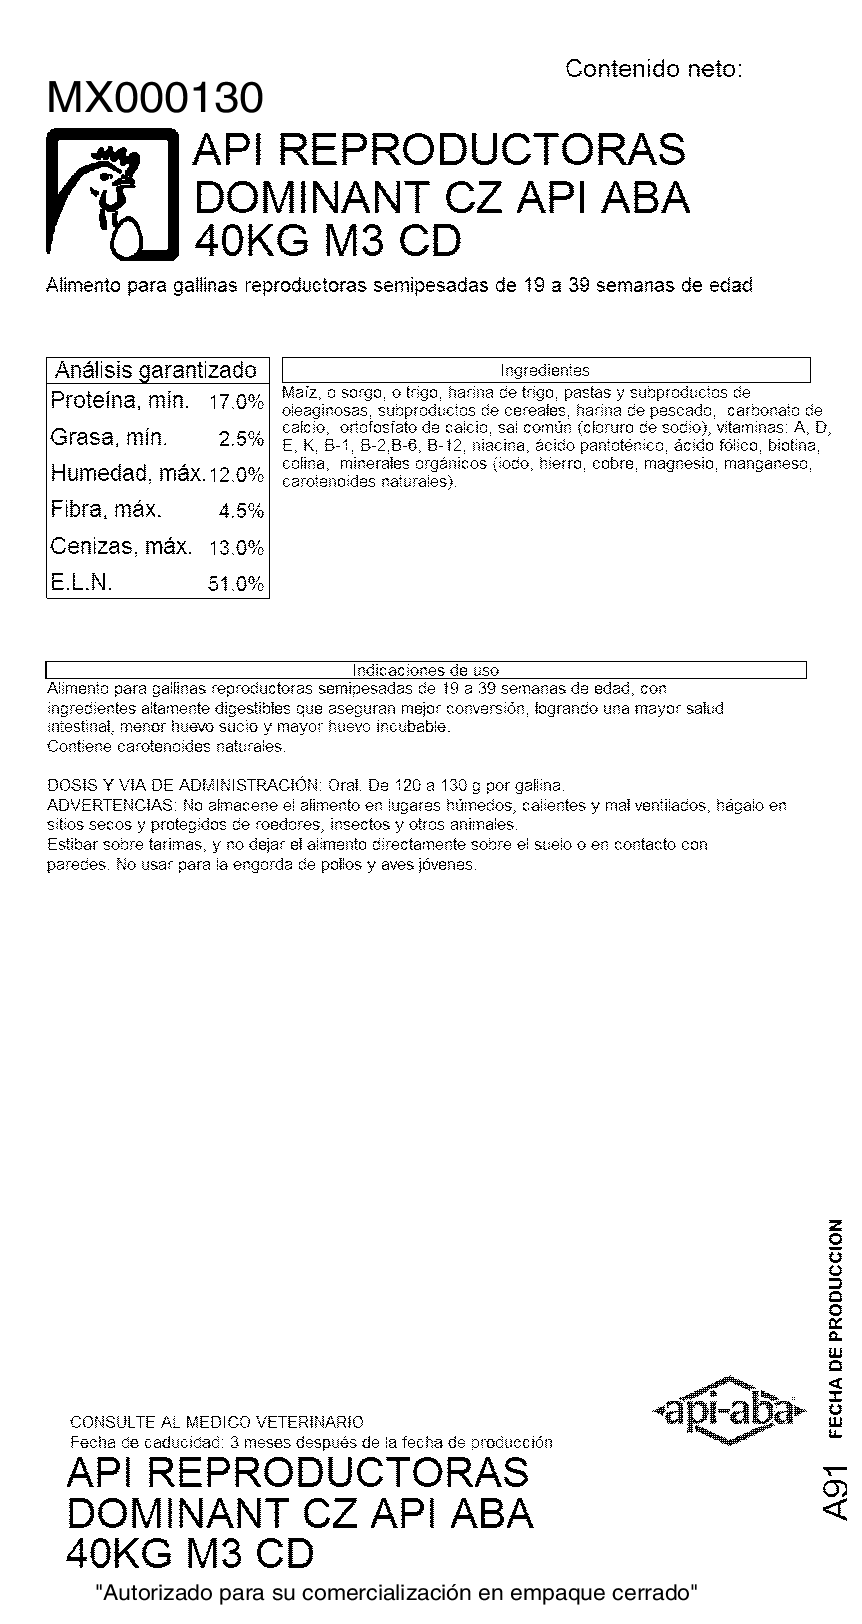 Contenido neto:
MX000130
API REPRODUCTORAS
DOMINANT CZ API ABA
40KG M3 CD
Alimento para gallinas reproductoras semipesadas de 19 a 39 semanas de edad
Análisis garantizado
Proteína, mín. 17.0%
Grasa, mín. 2.5%
Humedad, máx. 12.0%
Fibra, máx. 4.5%
Cenizas, máx. 13.0%
E.L.N. 51.0%
Ingredientes
Maíz, o sorgo, o trigo, harina de trigo, pastas y subproductos de
oleaginosas, subproductos de cereales, harina de pescado, carbonato de
calcio, ortofosfato de calcio, sal común (cloruro de sodio), vitaminas: A, D,
E, K, B-1, B-2,B-6, B-12, niacina, ácido pantoténico, ácido fólico, biotina,
colina, minerales orgánicos (iodo, hierro, cobre, magnesio, manganeso,
carotenoides naturales).
Indicaciones de uso
Alimento para gallinas reproductoras semipesadas de 19 a 39 semanas de edad, con
ingredientes altamente digestibles que aseguran mejor conversión, logrando una mayor salud
intestinal, menor huevo sucio y mayor huevo incubable.
Contiene carotenoides naturales.
DOSIS Y VIA DE ADMINISTRACIÓN: Oral. De 120 a 130 g por gallina.
ADVERTENCIAS: No almacene el alimento en lugares húmedos, calientes y mal ventilados, hágalo en
sitios secos y protegidos de roedores, insectos y otros animales.
Estibar sobre tarimas, y no dejar el alimento directamente sobre el suelo o en contacto con
paredes. No usar para la engorda de pollos y aves jóvenes.
FECHA DE PRODUCCION
A91
api-aba
CONSULTE AL MEDICO VETERINARIO
Fecha de caducidad: 3 meses después de la fecha de producción
API REPRODUCTORAS
DOMINANT CZ API ABA
40KG M3 CD
"Autorizado para su comercialización en empaque cerrado"